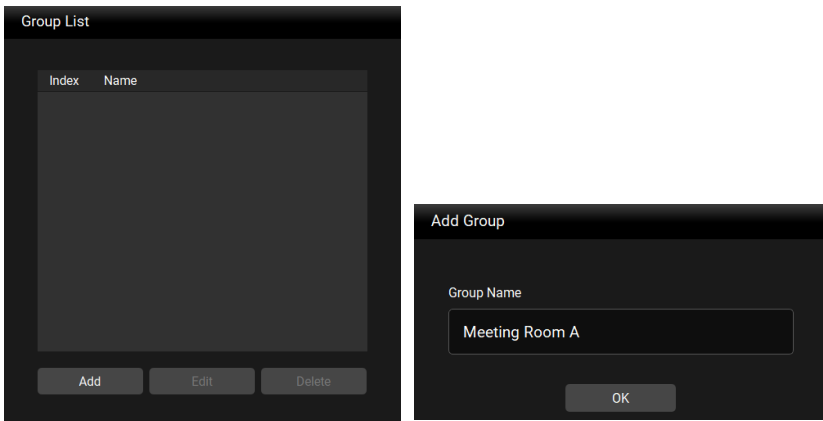 Group List
Index Name
Add Edit Delete
Add Group
Group Name
Meeting Room A
OK